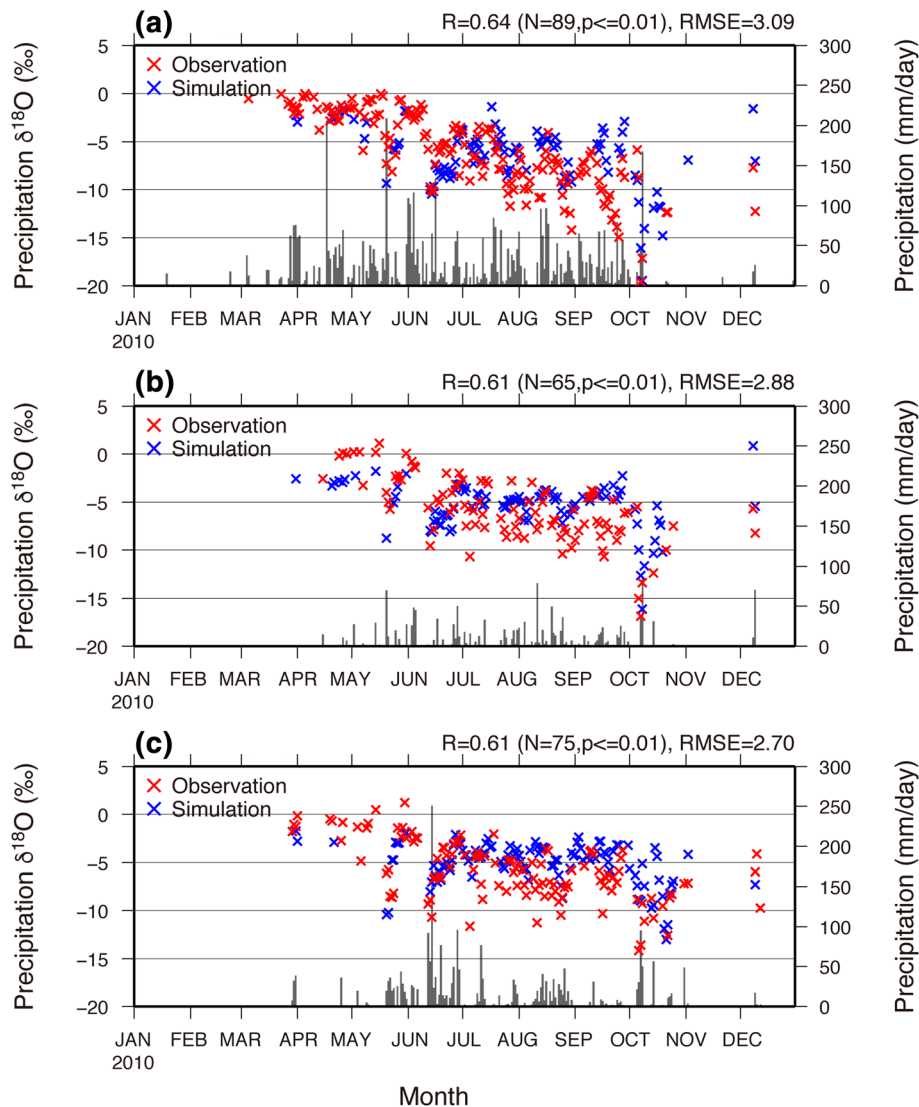 (a)
R=0.64 (N=89,p<=0.01), RMSE=3.09
Precipitation δ18O (‰)
Precipitation (mm/day)
5
0
−5
−10
−15
−20
300
250
200
150
100
50
0
Observation
Simulation
JAN FEB MAR APR MAY JUN JUL AUG SEP OCT NOV DEC
2010
(b)
R=0.61 (N=65,p<=0.01), RMSE=2.88
Precipitation δ18O (‰)
Precipitation (mm/day)
5
0
−5
−10
−15
−20
300
250
200
150
100
50
0
Observation
Simulation
JAN FEB MAR APR MAY JUN JUL AUG SEP OCT NOV DEC
2010
(c)
R=0.61 (N=75,p<=0.01), RMSE=2.70
Precipitation δ18O (‰)
Precipitation (mm/day)
5
0
−5
−10
−15
−20
300
250
200
150
100
50
0
Observation
Simulation
JAN FEB MAR APR MAY JUN JUL AUG SEP OCT NOV DEC
2010
Month